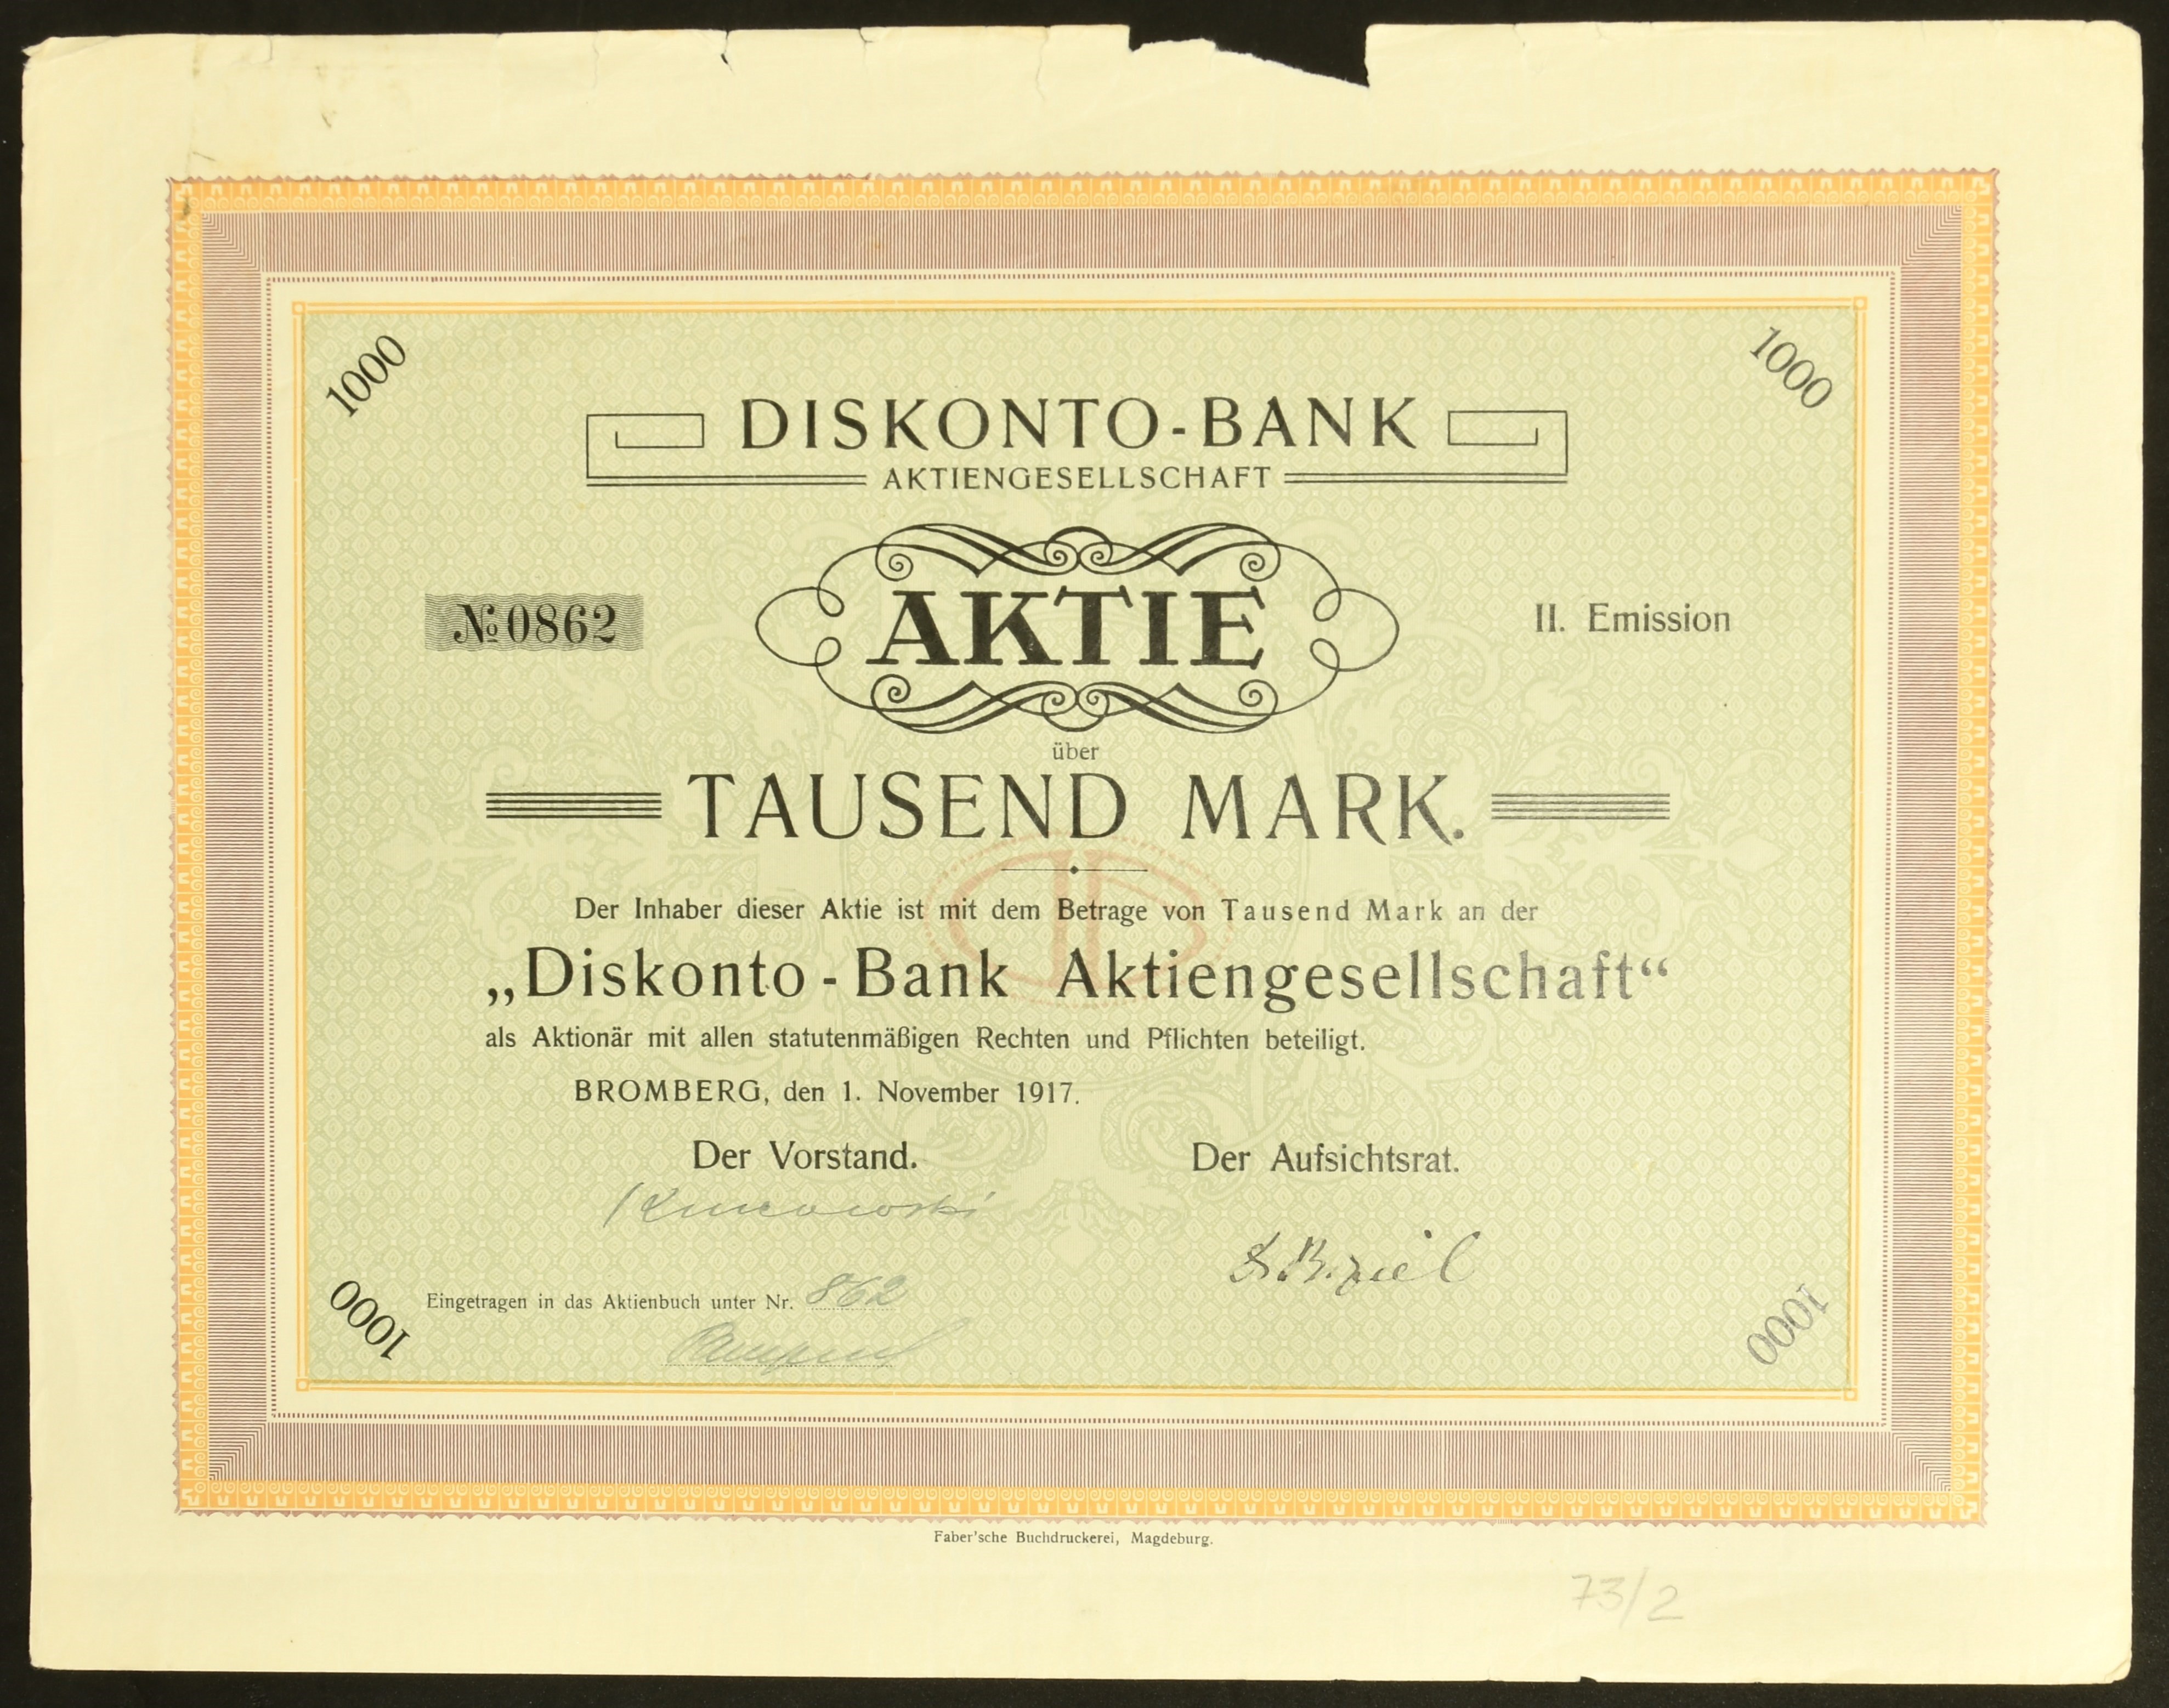 1000
1000
DISKONTO-BANK
AKTIENGESELLSCHAFT
№ 0862
AKTIE
II. Emission
über
TAUSEND MARK.
Der Inhaber dieser Aktie ist mit dem Betrage von Tausend Mark an der
„Diskonto-Bank Aktiengesellschaft“
als Aktionär mit allen statutenmäßigen Rechten und Pflichten beteiligt.
BROMBERG, den 1. November 1917.
Der Vorstand.
Der Aufsichtsrat.
Eingetragen in das Aktienbuch unter Nr. 862
1000
1000
Faber'sche Buchdruckerei, Magdeburg.
73/2